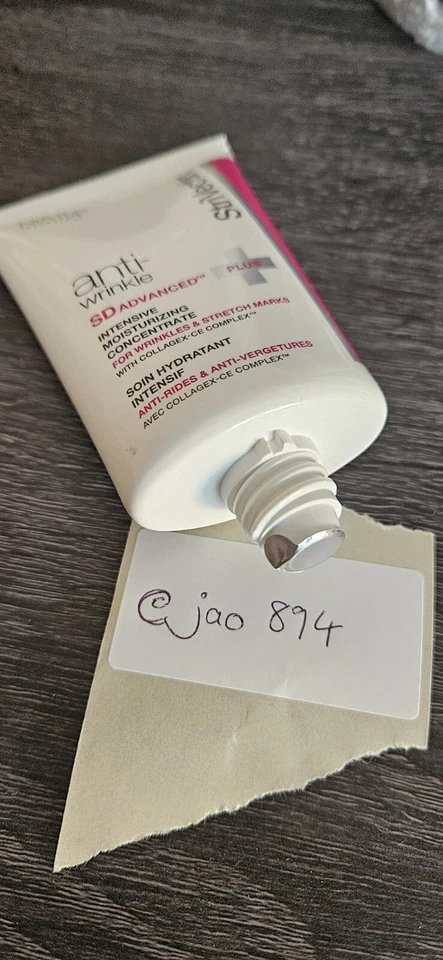 StriVectin
anti-
wrinkle
SD ADVANCED™ PLUS
INTENSIVE
MOISTURIZING
CONCENTRATE
FOR WRINKLES & STRETCH MARKS
WITH COLLAGEX-CE COMPLEX™
SOIN HYDRATANT
INTENSIF
ANTI-RIDES & ANTI-VERGETURES
AVEC COLLAGEX-CE COMPLEX™
@jao 894